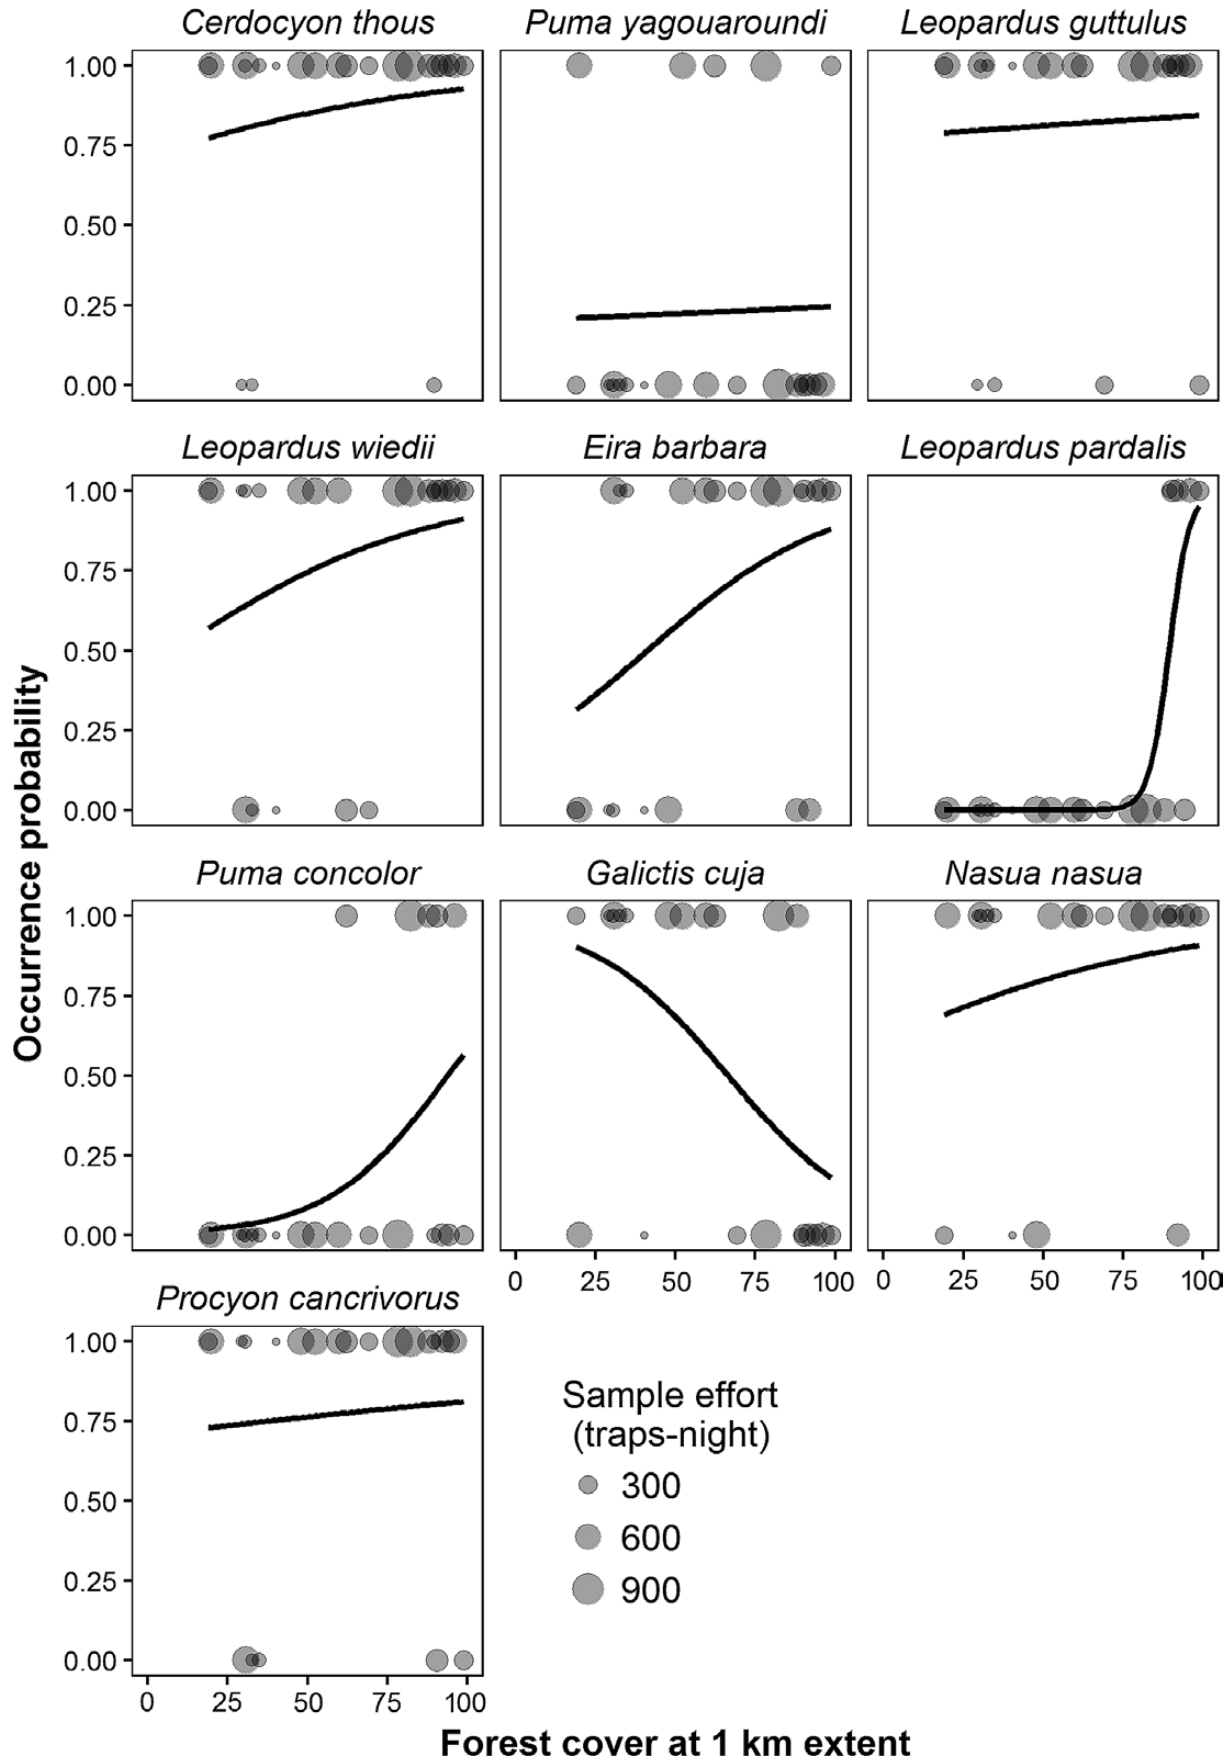 Cerdocyon thous
Puma yagouaroundi
Leopardus guttulus
1.00
0.75
0.50
0.25
0.00
Leopardus wiedii
Eira barbara
Leopardus pardalis
1.00
0.75
0.50
0.25
0.00
Occurrence probability
Puma concolor
Galictis cuja
Nasua nasua
1.00
0.75
0.50
0.25
0.00
0 25 50 75 100
0 25 50 75 100
Procyon cancrivorus
1.00
0.75
0.50
0.25
0.00
0 25 50 75 100
Sample effort
(traps-night)
300
600
900
Forest cover at 1 km extent